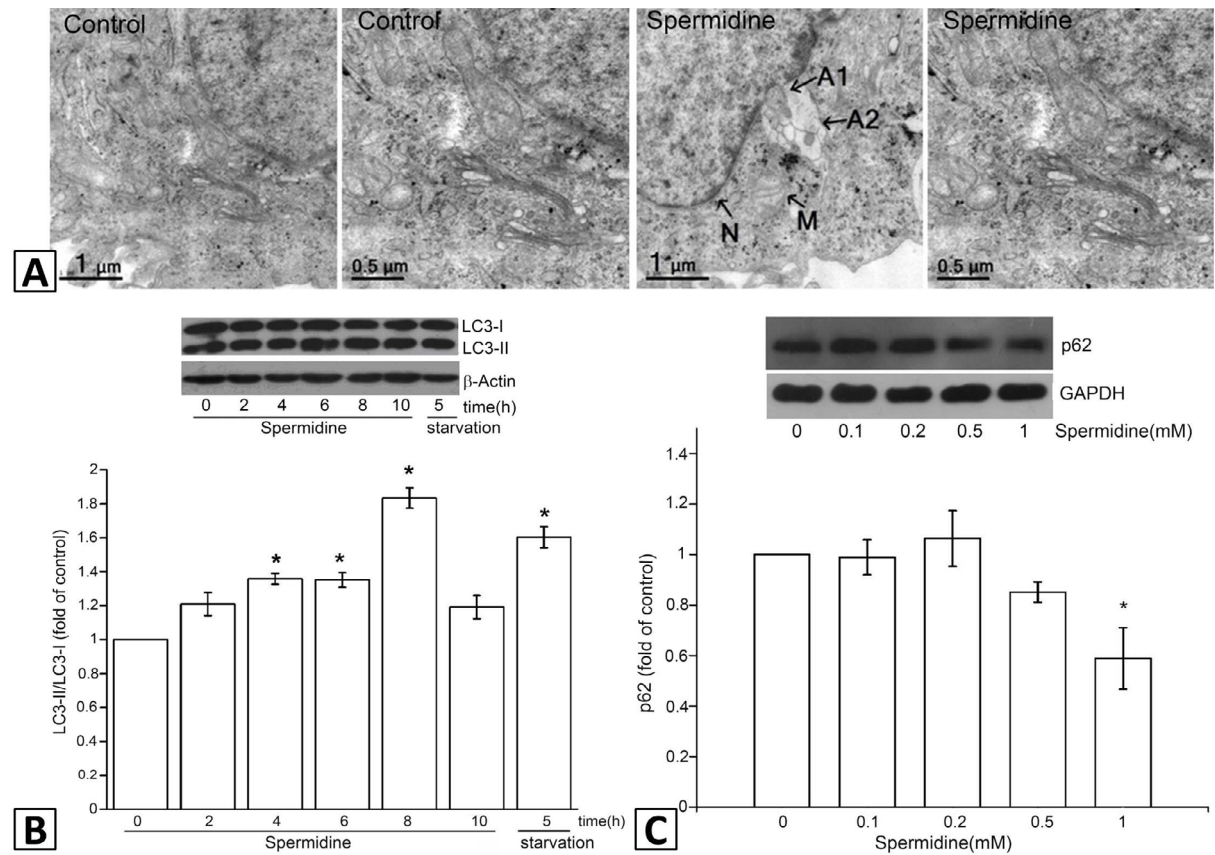 Control
Control
Spermidine
Spermidine
A1
A2
N
M
A
1 μm
0.5 μm
1 μm
0.5 μm
LC3-I
LC3-II
β-Actin
0 2 4 6 8 10 5 time(h)
Spermidine starvation
p62
GAPDH
0 0.1 0.2 0.5 1 Spermidine(mM)
LC3-II/LC3-I (fold of control)
2
1.8
1.6
1.4
1.2
1
0.8
0.6
0.4
0.2
0
* * * *
0 2 4 6 8 10 5 time(h)
Spermidine starvation
B
p62 (fold of control)
1.4
1.2
1
0.8
0.6
0.4
0.2
0
*
0 0.1 0.2 0.5 1
Spermidine(mM)
C